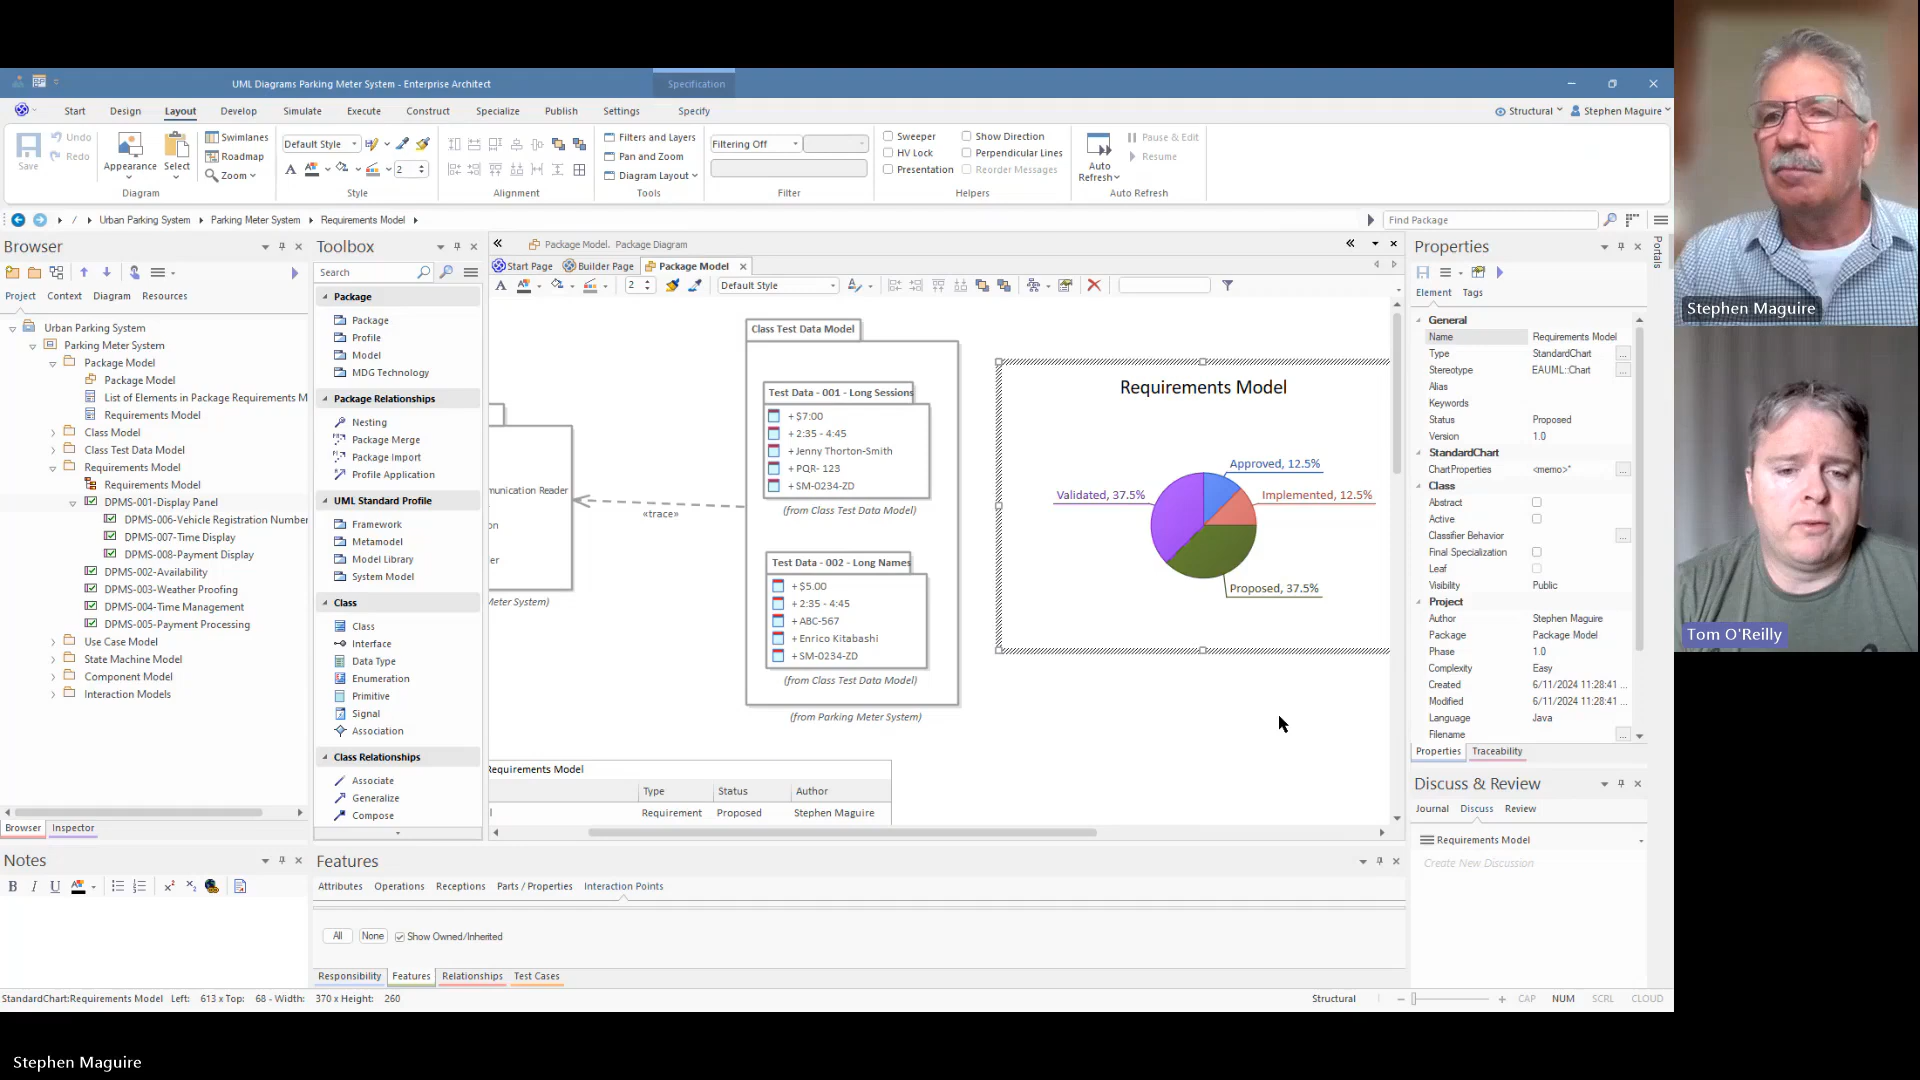 UML Diagrams Parking Meter System - Enterprise Architect
Specification
Start Design Layout Develop Simulate Execute Construct Specialize Publish Settings Specify
Structural Stephen Maguire
Save
Undo
Redo
Diagram
Appearance
Select
Swimlanes
Roadmap
Zoom
Default Style
A
2
Style
Alignment
Filters and Layers
Pan and Zoom
Diagram Layout
Tools
Filtering Off
Filter
Sweeper
HV Lock
Presentation
Show Direction
Perpendicular Lines
Reorder Messages
Helpers
Auto
Refresh
Pause & Edit
Resume
Auto Refresh
/ Urban Parking System Parking Meter System Requirements Model
Find Package
Portals
Browser
Project Context Diagram Resources
Urban Parking System
Parking Meter System
Package Model
Package Model
List of Elements in Package Requirements M
Requirements Model
Class Model
Class Test Data Model
Requirements Model
Requirements Model
DPMS-001-Display Panel
DPMS-006-Vehicle Registration Number
DPMS-007-Time Display
DPMS-008-Payment Display
DPMS-002-Availability
DPMS-003-Weather Proofing
DPMS-004-Time Management
DPMS-005-Payment Processing
Use Case Model
State Machine Model
Component Model
Interaction Models
Browser Inspector
Toolbox
Search
Package
Package
Profile
Model
MDG Technology
Package Relationships
Nesting
Package Merge
Package Import
Profile Application
UML Standard Profile
Framework
Metamodel
Model Library
System Model
Class
Class
Interface
Data Type
Enumeration
Primitive
Signal
Association
Class Relationships
Associate
Generalize
Compose
Package Model. Package Diagram
Start Page Builder Page Package Model
A 2 Default Style
Class Test Data Model
Test Data - 001 - Long Sessions
+ $7:00
+ 2:35 - 4:45
+ Jenny Thorton-Smith
+ PQR- 123
+ SM-0234-ZD
(from Class Test Data Model)
Test Data - 002 - Long Names
+ $5.00
+ 2:35 - 4:45
+ ABC-567
+ Enrico Kitabashi
+ SM-0234-ZD
(from Class Test Data Model)
(from Parking Meter System)
munication Reader
on
er
Meter System)
«trace»
Requirements Model
Approved, 12.5%
Validated, 37.5%
Implemented, 12.5%
Proposed, 37.5%
Requirements Model
Type Status Author
l Requirement Proposed Stephen Maguire
Properties
Element Tags
General
Name Requirements Model
Type StandardChart
Stereotype EAUML::Chart
Alias
Keywords
Status Proposed
Version 1.0
StandardChart
ChartProperties <memo>*
Class
Abstract
Active
Classifier Behavior
Final Specialization
Leaf
Visibility Public
Project
Author Stephen Maguire
Package Package Model
Phase 1.0
Complexity Easy
Created 6/11/2024 11:28:41 ...
Modified 6/11/2024 11:28:41 ...
Language Java
Filename
Properties Traceability
Discuss & Review
Journal Discuss Review
Requirements Model
Create New Discussion
Notes
B I U
Features
Attributes Operations Receptions Parts / Properties Interaction Points
All None Show Owned/Inherited
Responsibility Features Relationships Test Cases
StandardChart:Requirements Model Left: 613 x Top: 68 - Width: 370 x Height: 260
Structural
CAP NUM SCRL CLOUD
Stephen Maguire
Tom O'Reilly
Stephen Maguire